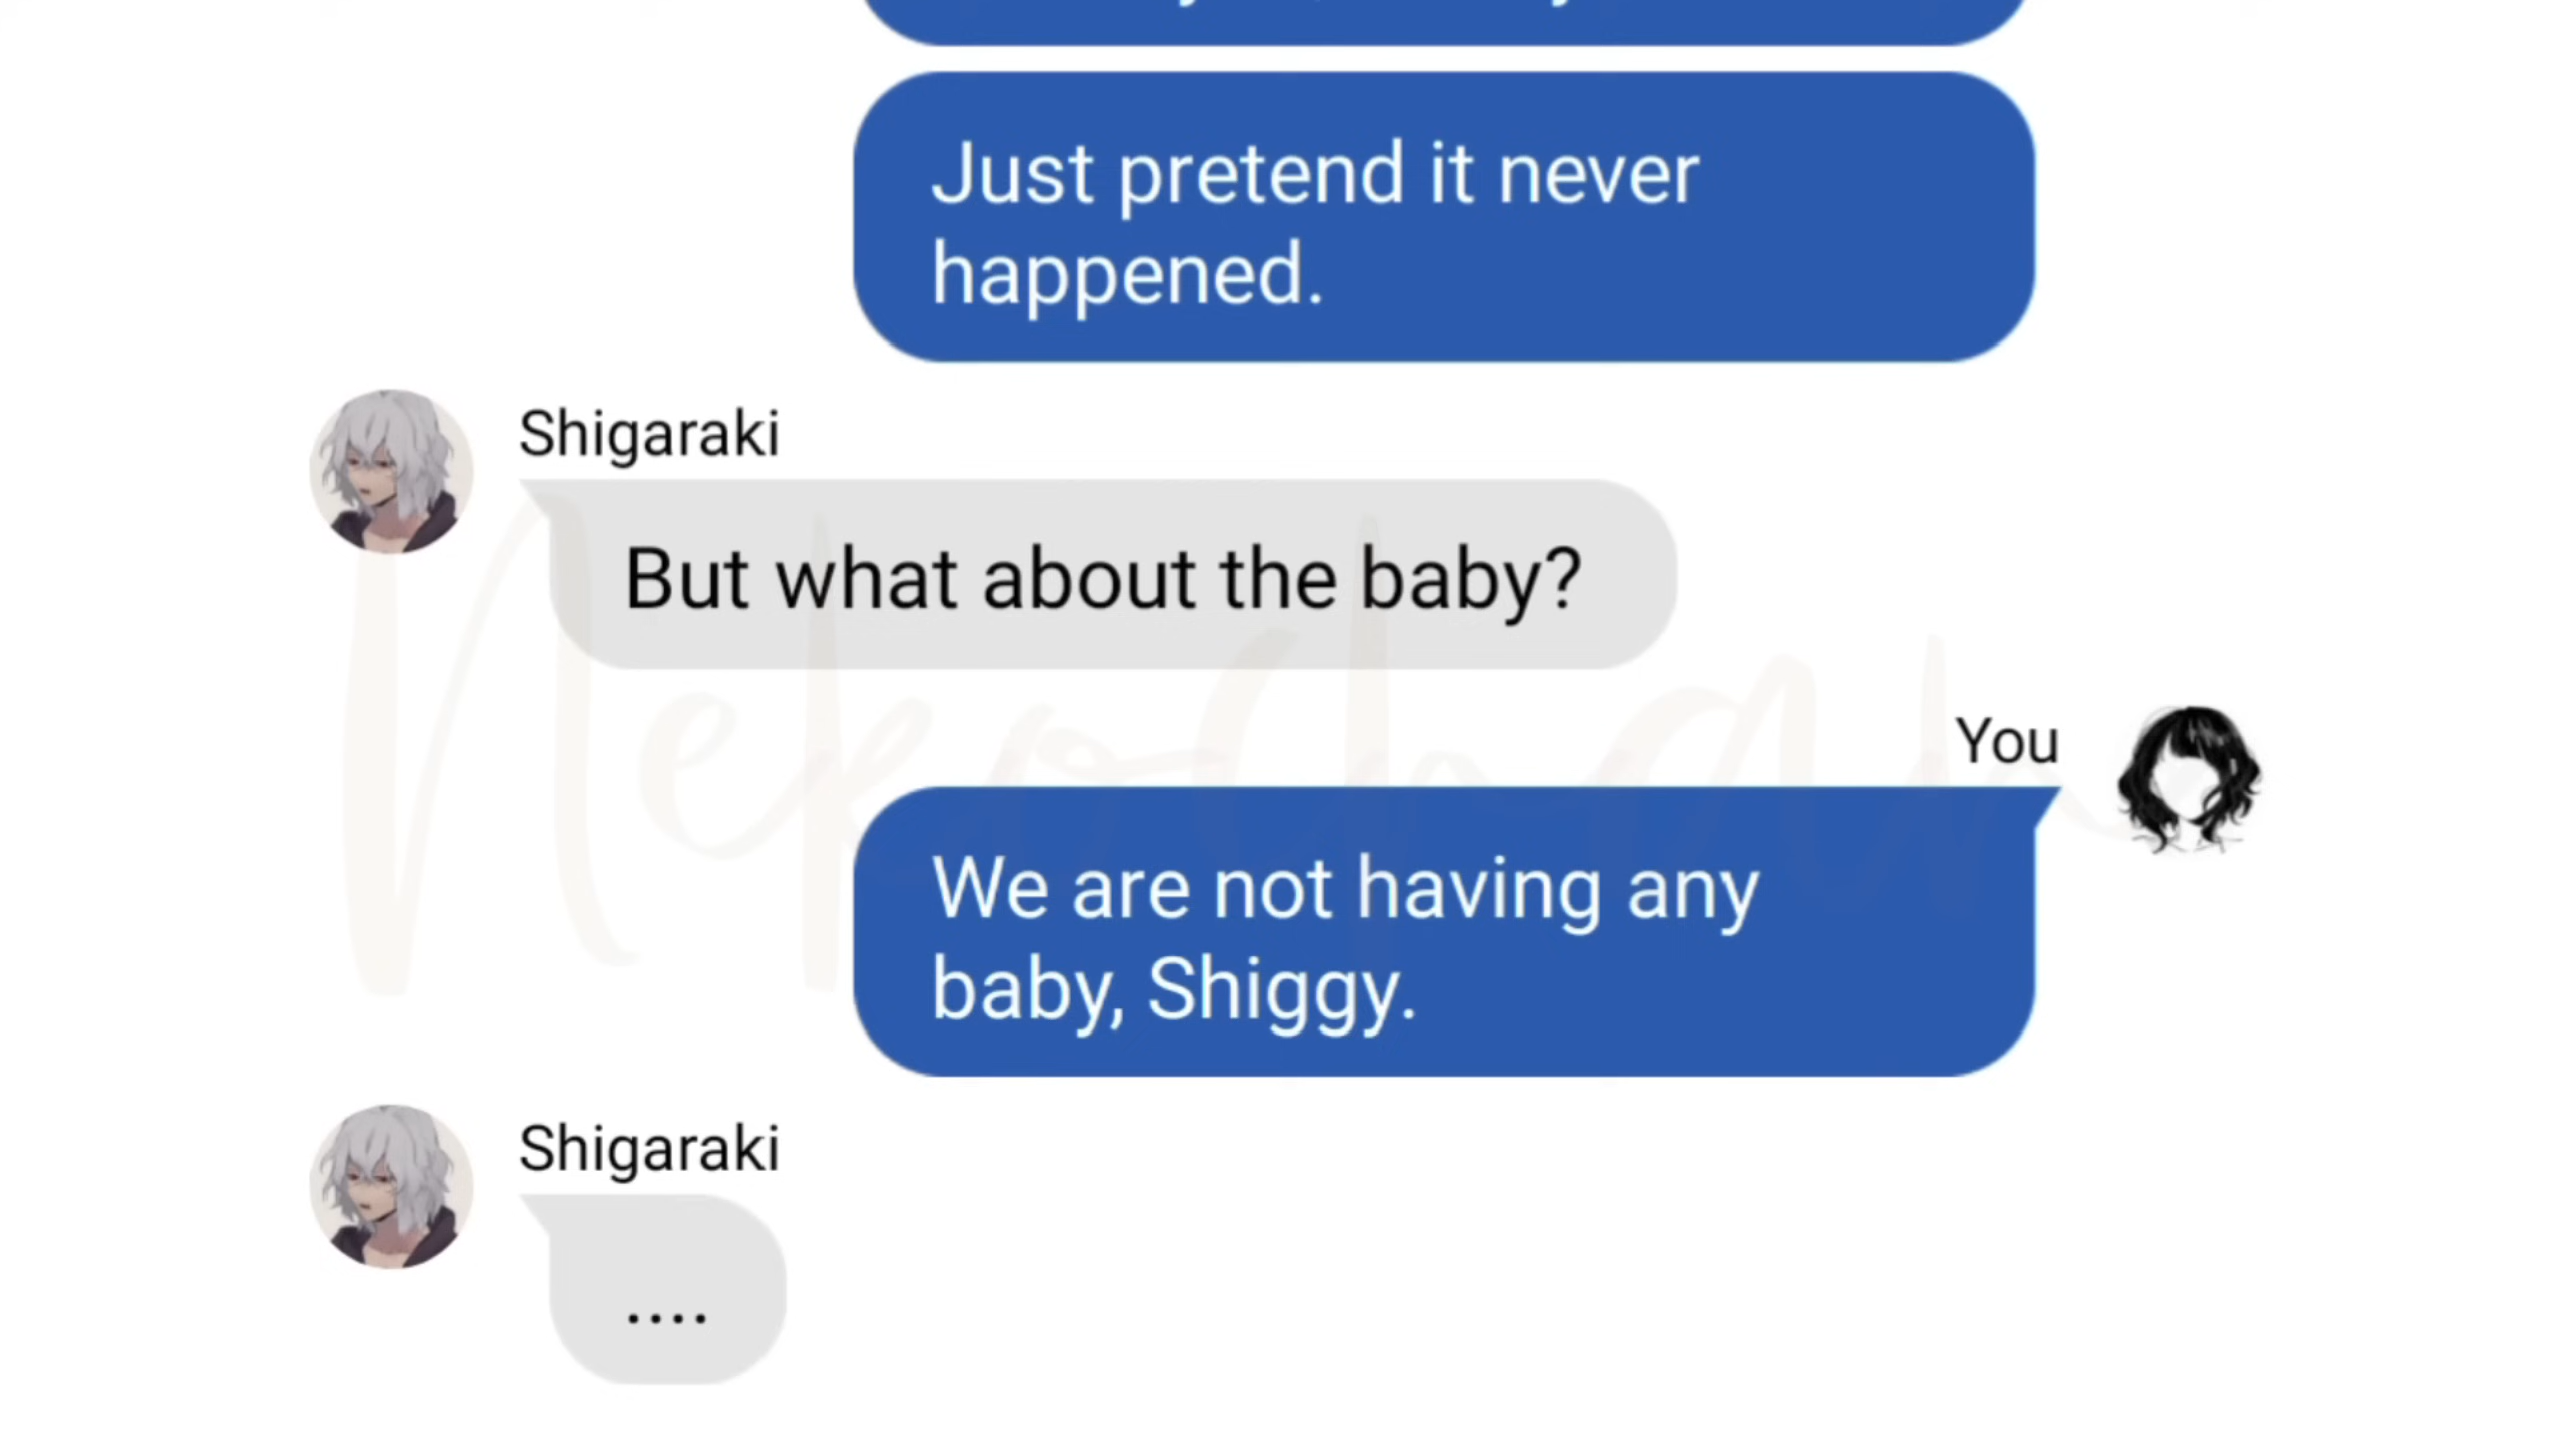 Just pretend it never
happened.
Shigaraki
But what about the baby?
You
We are not having any
baby, Shiggy.
Shigaraki
....